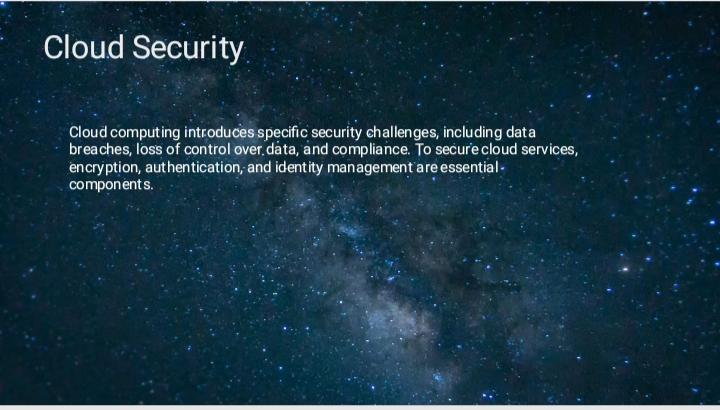 Cloud Security
Cloud computing introduces specific security challenges, including data
breaches, loss of control over data, and compliance. To secure cloud services,
encryption, authentication, and identity management are essential
components.